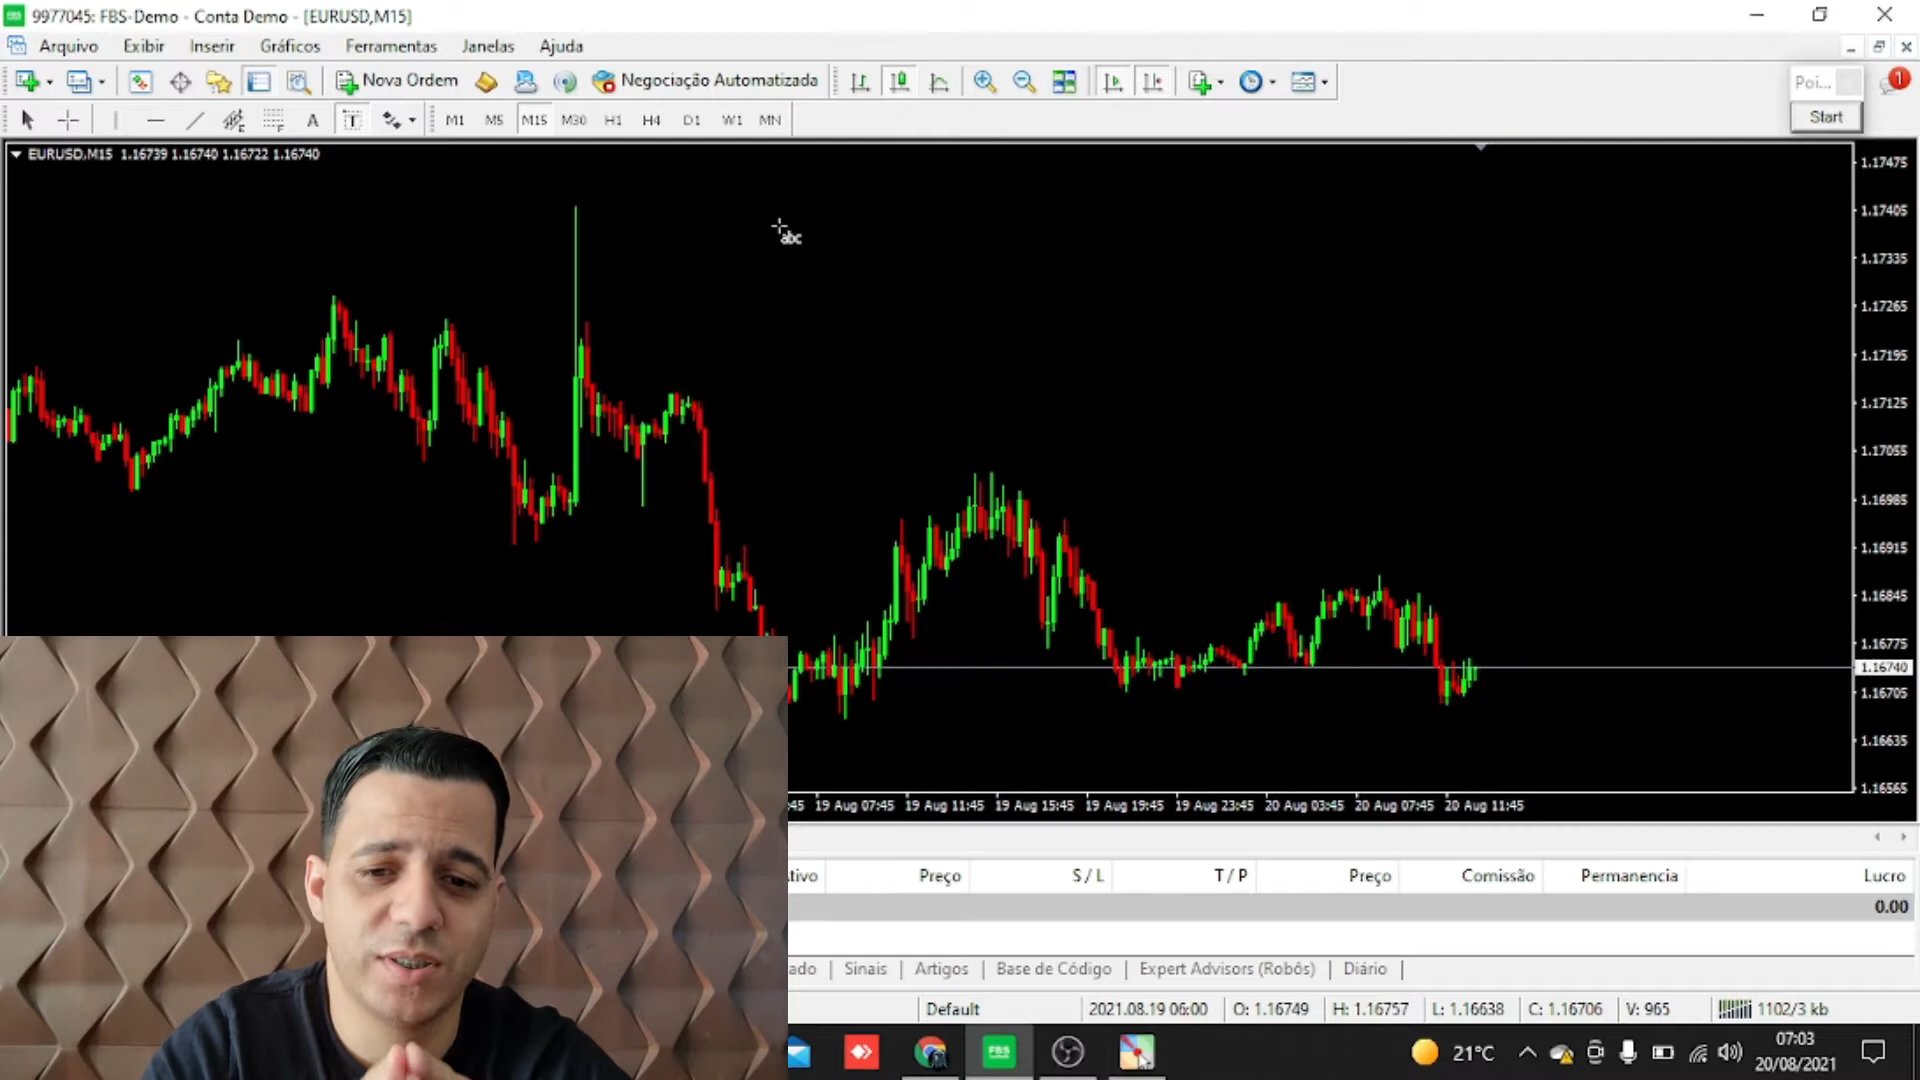 9977045: FBS-Demo - Conta Demo - [EURUSD,M15]
Arquivo Exibir Inserir Gráficos Ferramentas Janelas Ajuda
Nova Ordem Negociação Automatizada
Poi... 1
A T M1 M5 M15 M30 H1 H4 D1 W1 MN
Start
EURUSD,M15 1.16739 1.16740 1.16722 1.16740
1.17475
1.17405
abc
1.17335
1.17265
1.17195
1.17125
1.17055
1.16985
1.16915
1.16845
1.16775
1.16740
1.16705
1.16635
1.16565
:45 19 Aug 07:45 19 Aug 11:45 19 Aug 15:45 19 Aug 19:45 19 Aug 23:45 20 Aug 03:45 20 Aug 07:45 20 Aug 11:45
tivo Preço S / L T / P Preço Comissão Permanencia Lucro
0.00
ado Sinais Artigos Base de Código Expert Advisors (Robôs) Diário
Default 2021.08.19 06:00 O: 1.16749 H: 1.16757 L: 1.16638 C: 1.16706 V: 965 1102/3 kb
FBS 21°C 07:03
20/08/2021